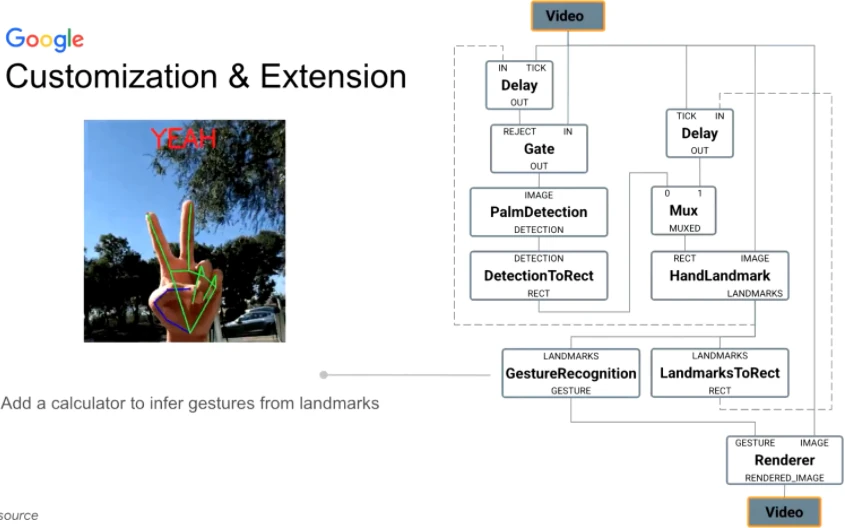 Google
Customization & Extension
YEAH
Add a calculator to infer gestures from landmarks
source
Video
IN TICK
Delay
OUT
REJECT IN
Gate
OUT
IMAGE
PalmDetection
DETECTION
DETECTION
DetectionToRect
RECT
TICK IN
Delay
OUT
0 1
Mux
MUXED
RECT IMAGE
HandLandmark
LANDMARKS
LANDMARKS
GestureRecognition
GESTURE
LANDMARKS
LandmarksToRect
RECT
GESTURE IMAGE
Renderer
RENDERED_IMAGE
Video